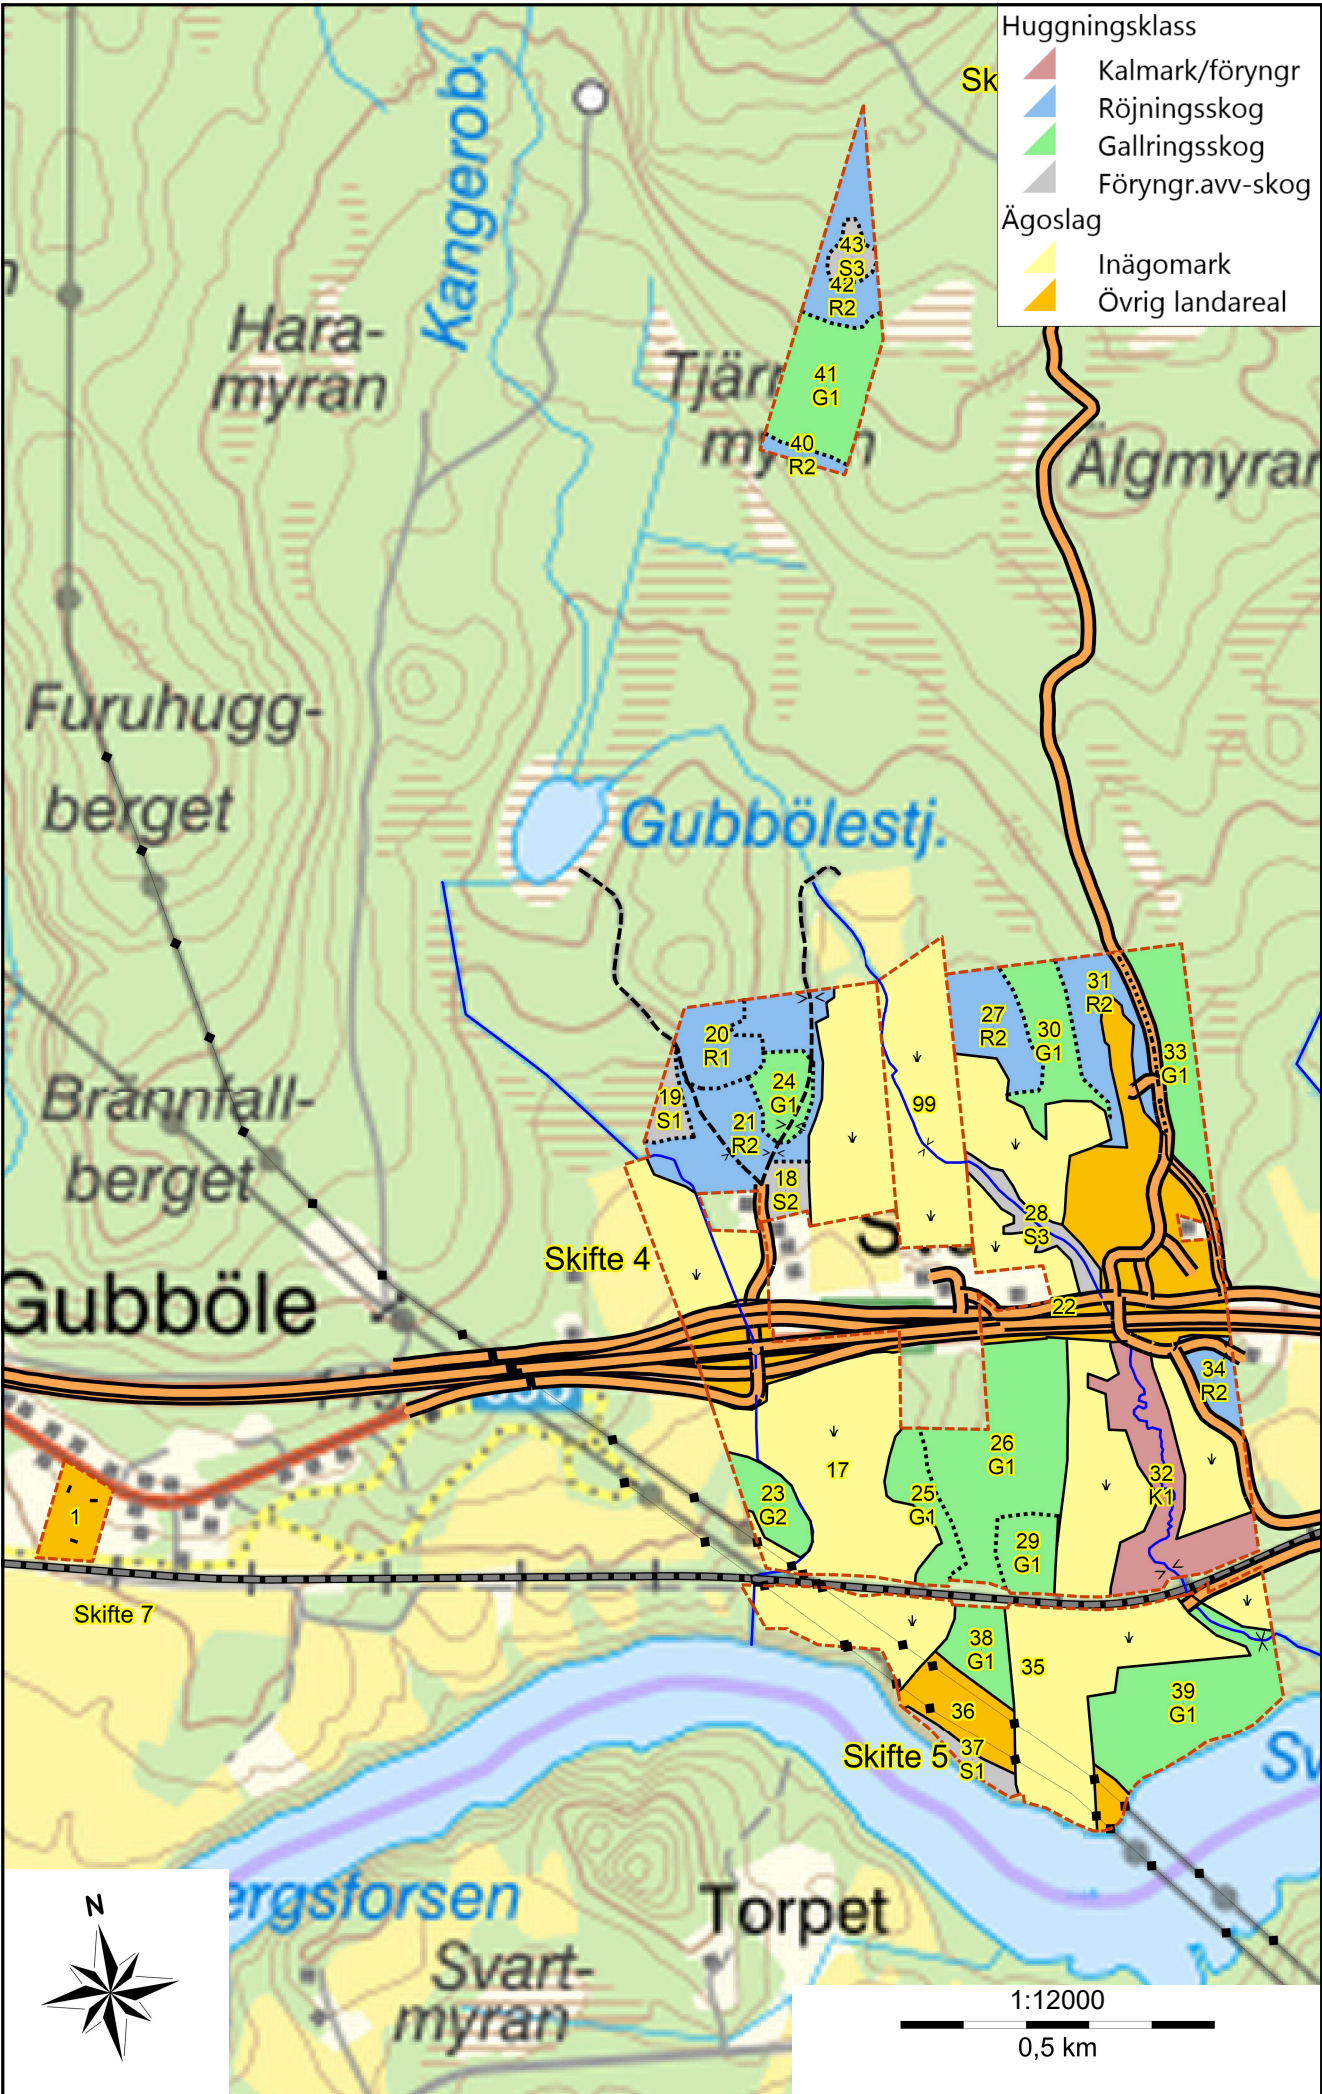 Huggningsklass
Kalmark/föryngr
Röjningsskog
Gallringsskog
Föryngr.avv-skog
Ägoslag
Inägomark
Övrig landareal
Sk
Kangerob.
43
S3
42
R2
Hara-
myran
41
G1
40
R2
Älgmyran
Furuhugg-
berget
Gubbölestj.
31
R2
27
R2
30
G1
20
R1
33
G1
24
G1
19
S1
99
21
R2
Brännfall-
berget
18
S2
28
S3
Skifte 4
Gubböle
22
34
R2
26
G1
17
32
K1
23
G2
25
G1
1
29
G1
Skifte 7
38
G1
35
39
G1
36
37
S1
Skifte 5
Sv
ergsforsen
Torpet
N
Svart-
myran
1:12000
0,5 km